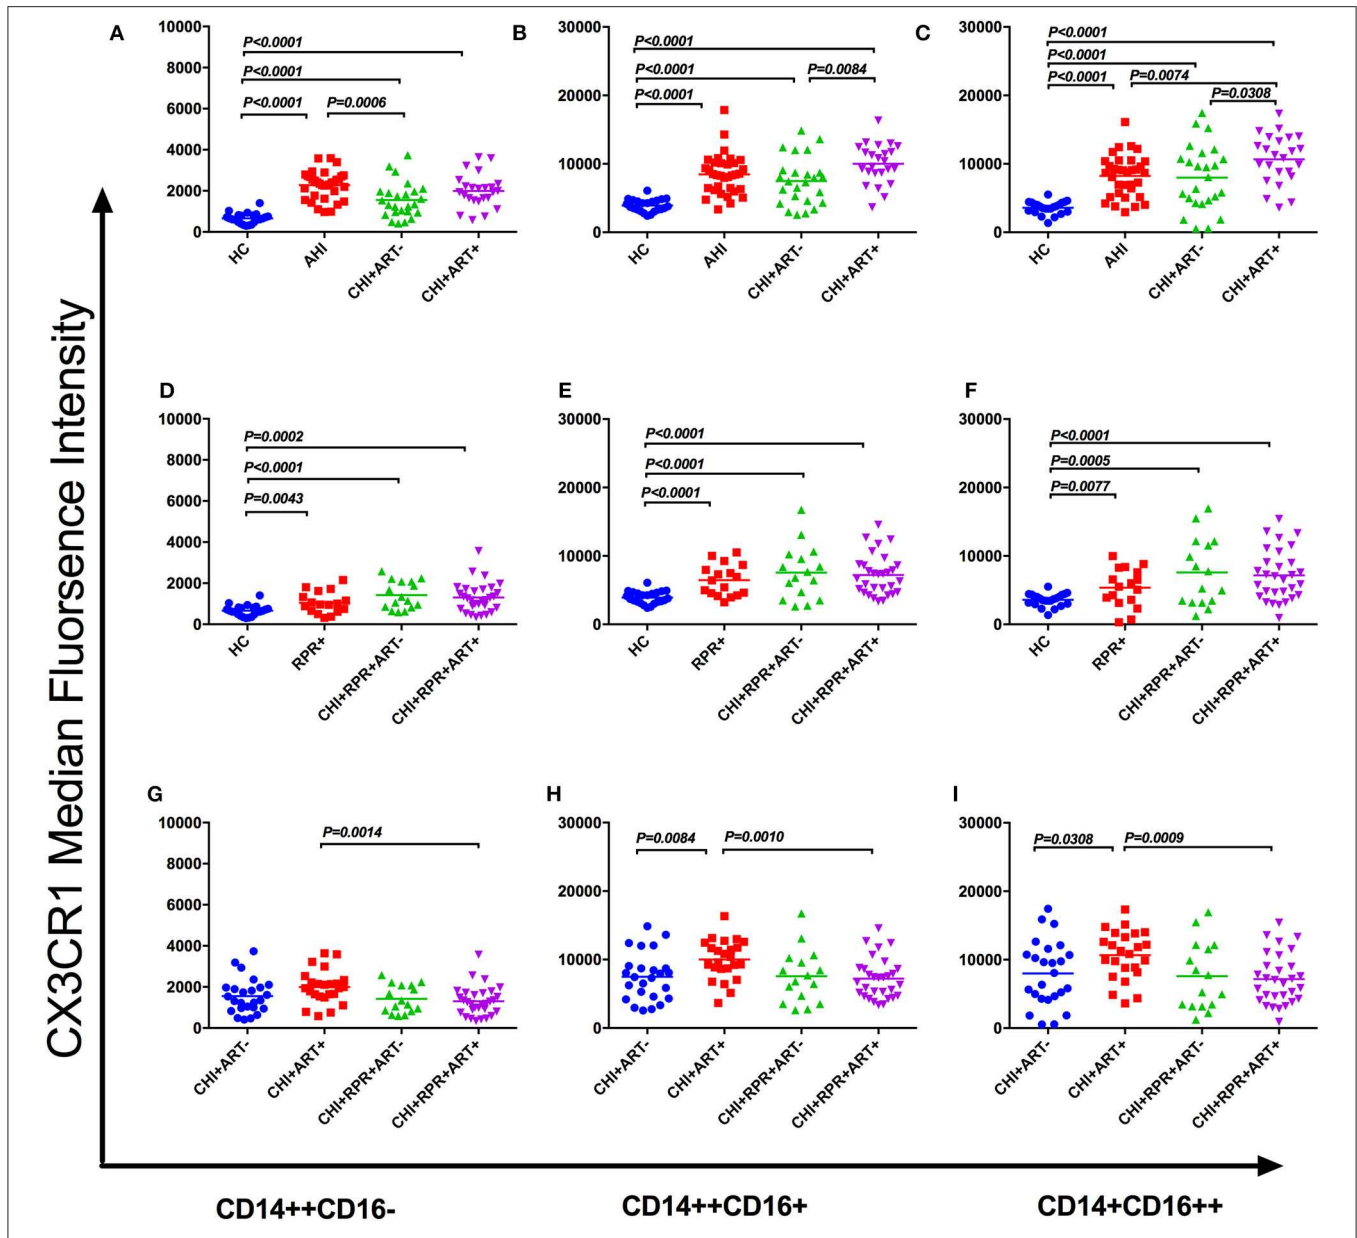 CX3CR1 Median Fluorsence Intensity
A
10000
8000
6000
4000
2000
0
P<0.0001
P<0.0001
P<0.0001
P=0.0006
HC
AHI
CHI+ART-
CHI+ART+
B
30000
20000
10000
0
P<0.0001
P<0.0001
P=0.0084
P<0.0001
HC
AHI
CHI+ART-
CHI+ART+
C
30000
20000
10000
0
P<0.0001
P<0.0001
P<0.0001
P=0.0074
P=0.0308
HC
AHI
CHI+ART-
CHI+ART+
D
10000
8000
6000
4000
2000
0
P=0.0002
P<0.0001
P=0.0043
HC
RPR+
CHI+RPR+ART-
CHI+RPR+ART+
E
30000
20000
10000
0
P<0.0001
P<0.0001
P<0.0001
HC
RPR+
CHI+RPR+ART-
CHI+RPR+ART+
F
30000
20000
10000
0
P<0.0001
P=0.0005
P=0.0077
HC
RPR+
CHI+RPR+ART-
CHI+RPR+ART+
G
10000
8000
6000
4000
2000
0
P=0.0014
CHI+ART-
CHI+ART+
CHI+RPR+ART-
CHI+RPR+ART+
H
30000
20000
10000
0
P=0.0084
P=0.0010
CHI+ART-
CHI+ART+
CHI+RPR+ART-
CHI+RPR+ART+
I
30000
20000
10000
0
P=0.0308
P=0.0009
CHI+ART-
CHI+ART+
CHI+RPR+ART-
CHI+RPR+ART+
CD14++CD16-
CD14++CD16+
CD14+CD16++